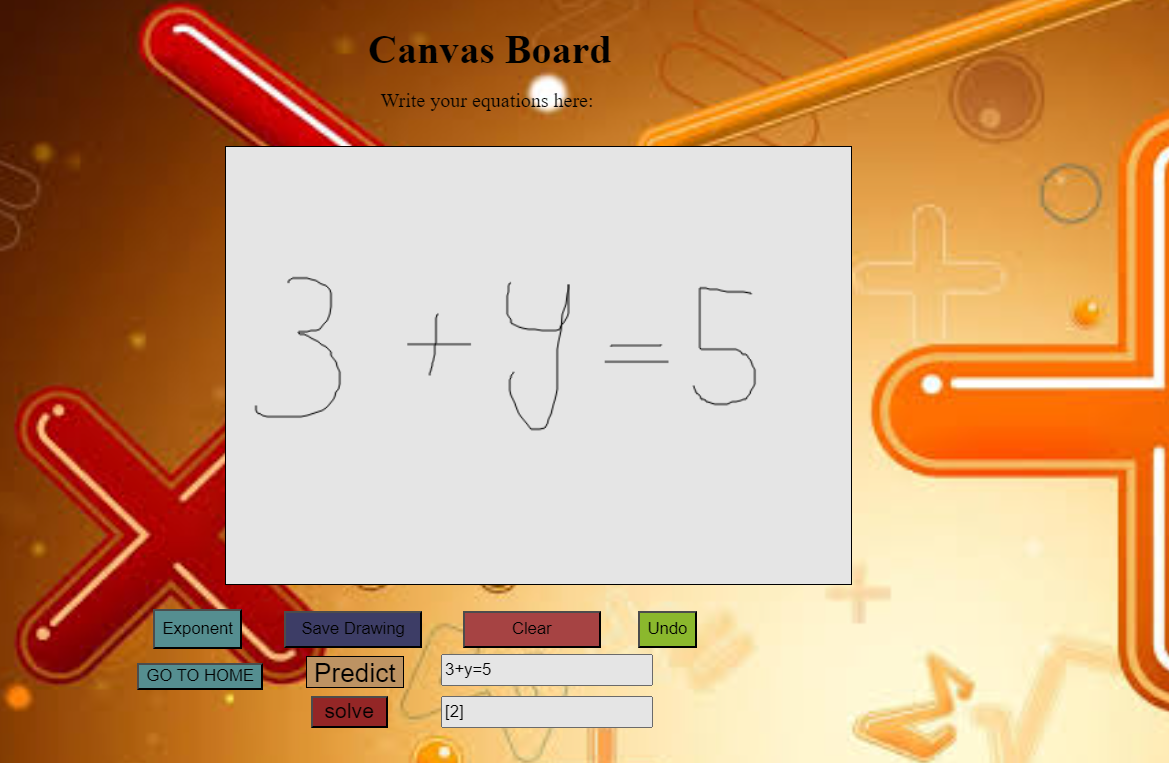 Canvas Board
Write your equations here:
3 + y = 5
Exponent Save Drawing Clear Undo
GO TO HOME Predict 3+y=5
solve [2]